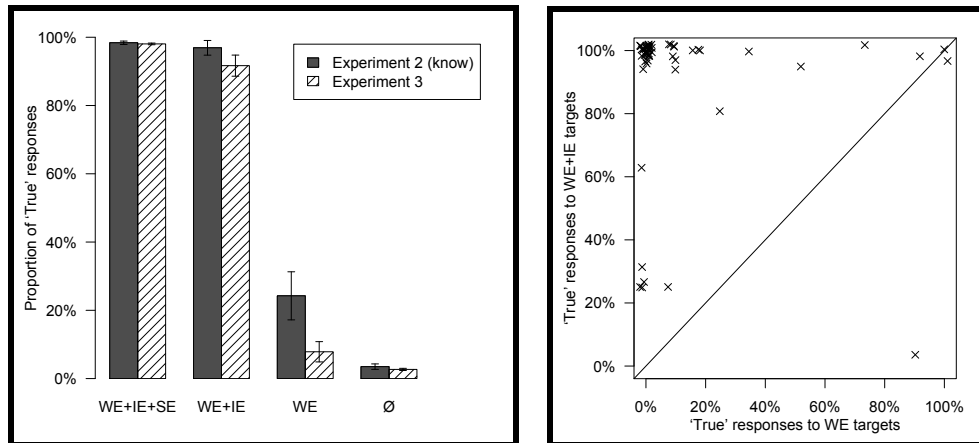 Proportion of 'True' responses
100%
80%
60%
40%
20%
0%
Experiment 2 (know)
Experiment 3
WE+IE+SE
WE+IE
WE
Ø
'True' responses to WE+IE targets
100%
80%
60%
40%
20%
0%
0%
20%
40%
60%
80%
100%
'True' responses to WE targets